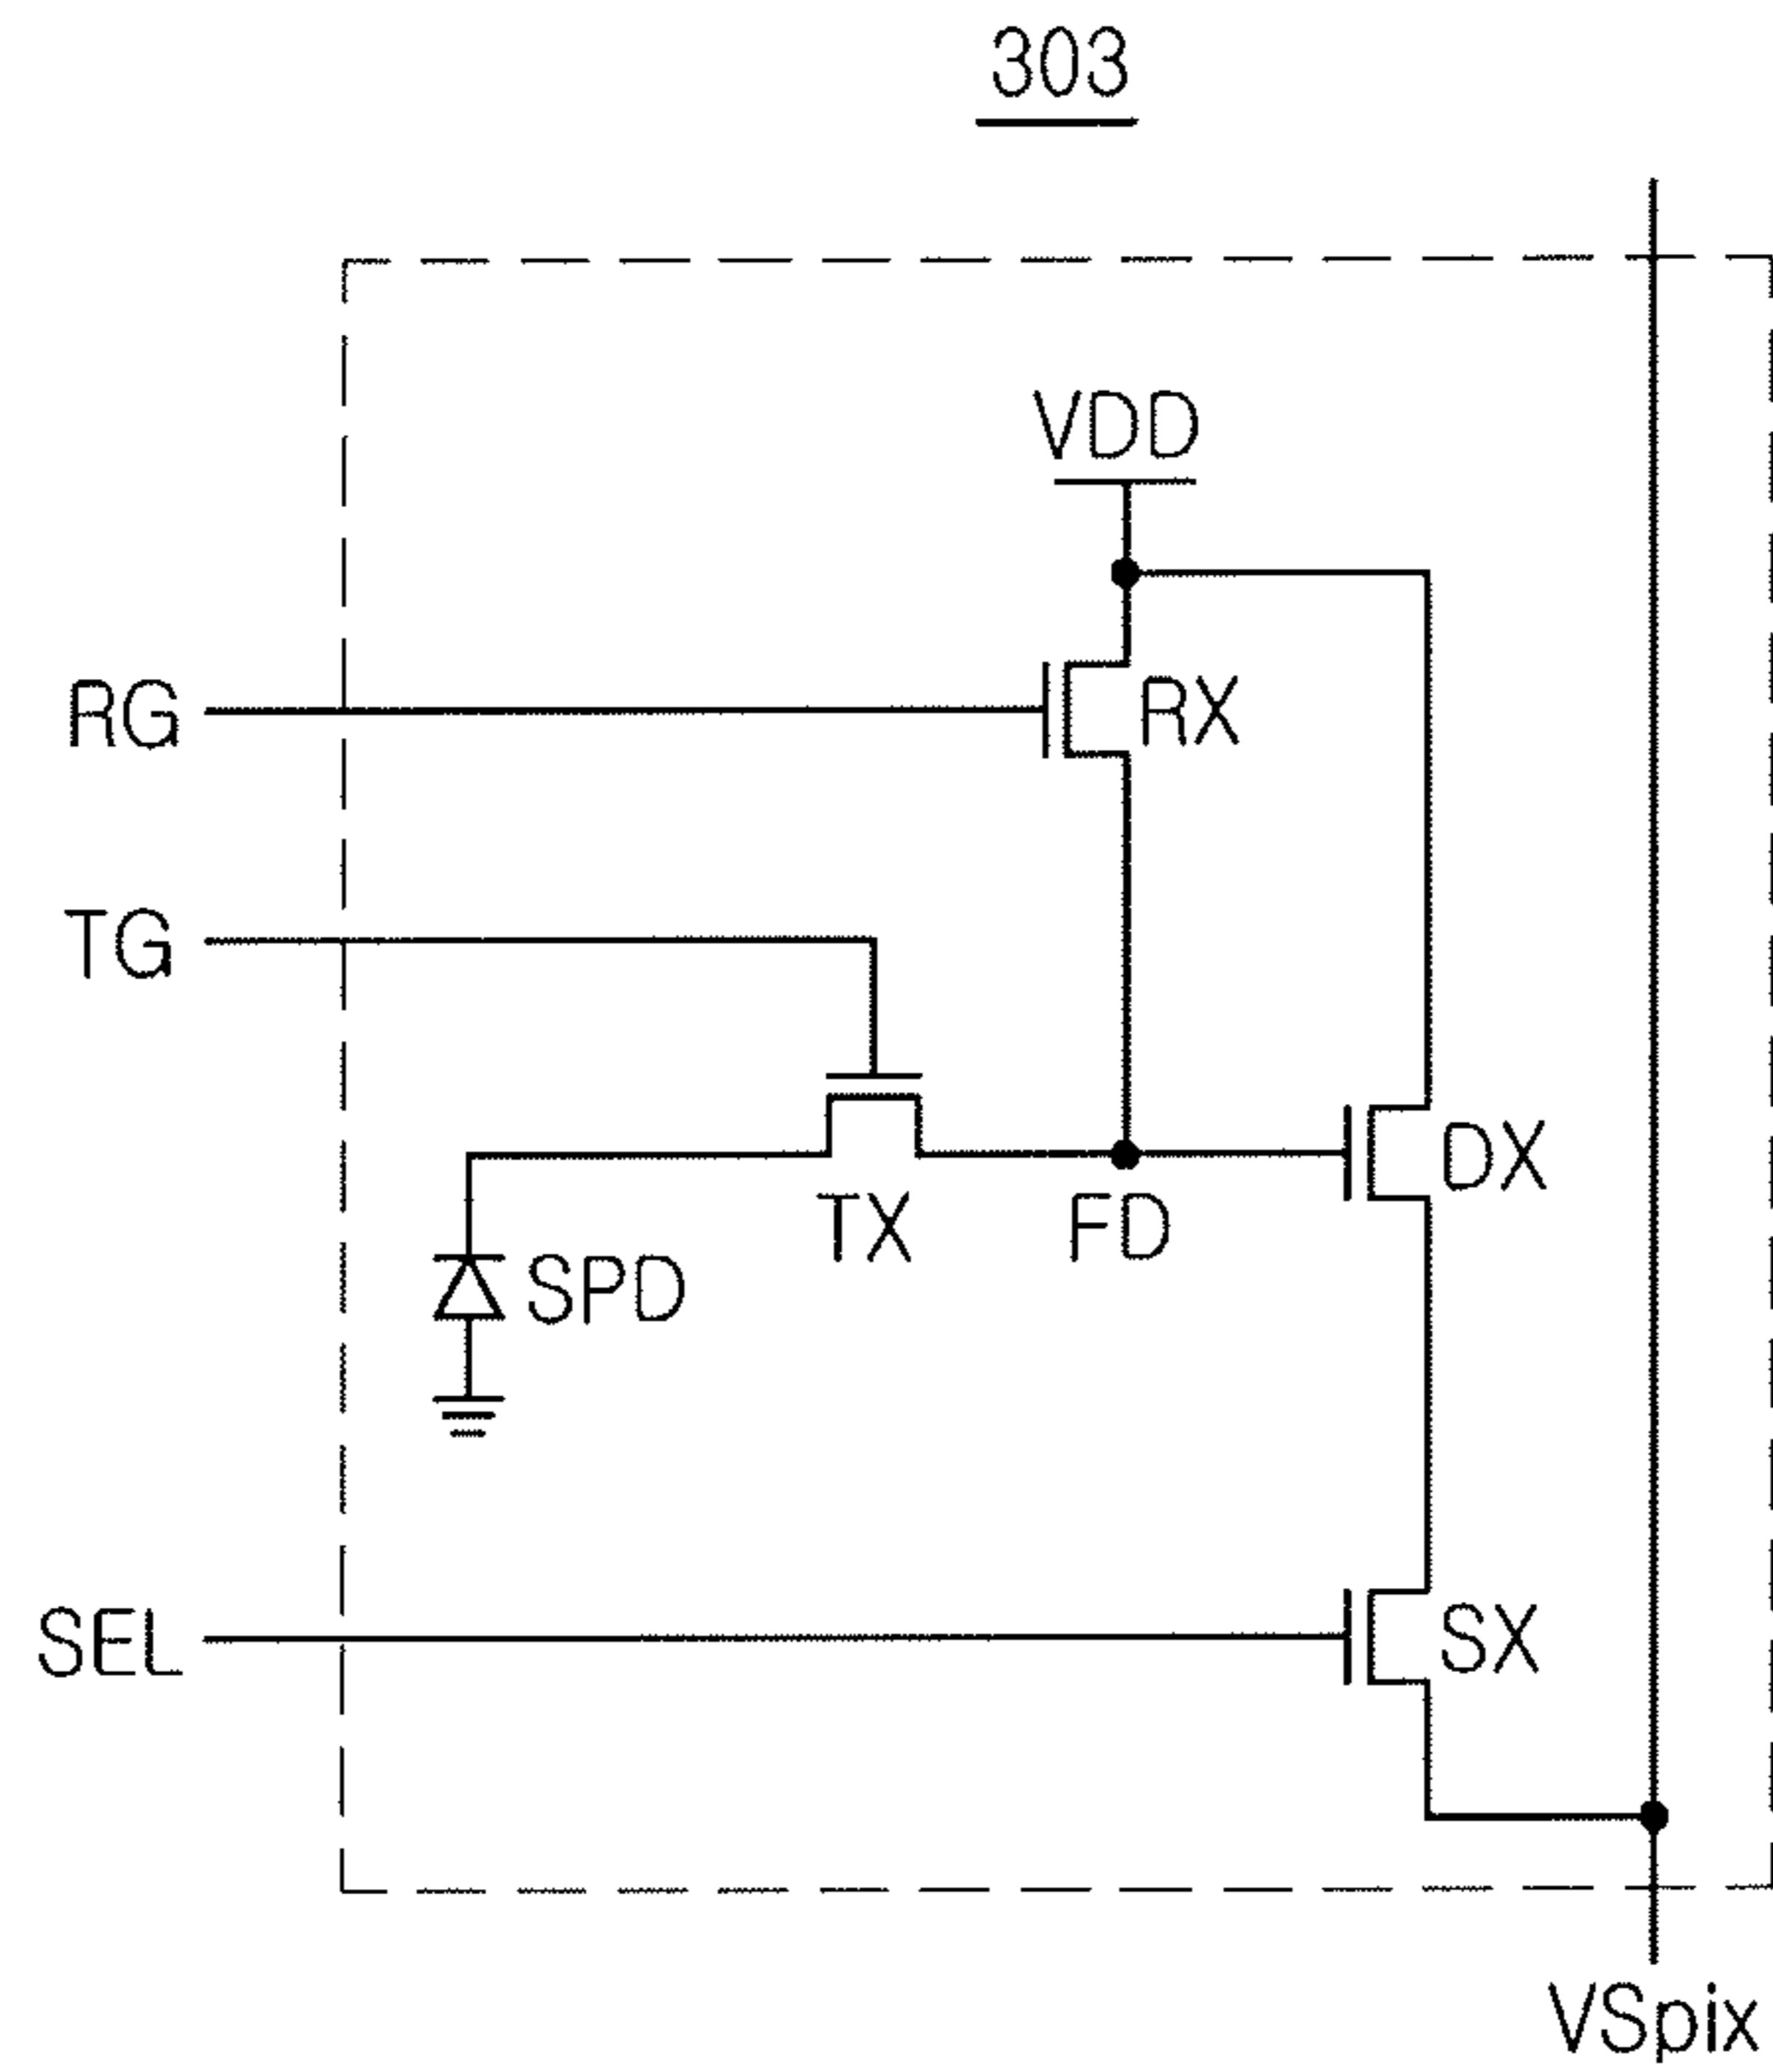 303
VDD
RG
RX
TG
DX
TX
FD
SPD
SEL
SX
VSpix